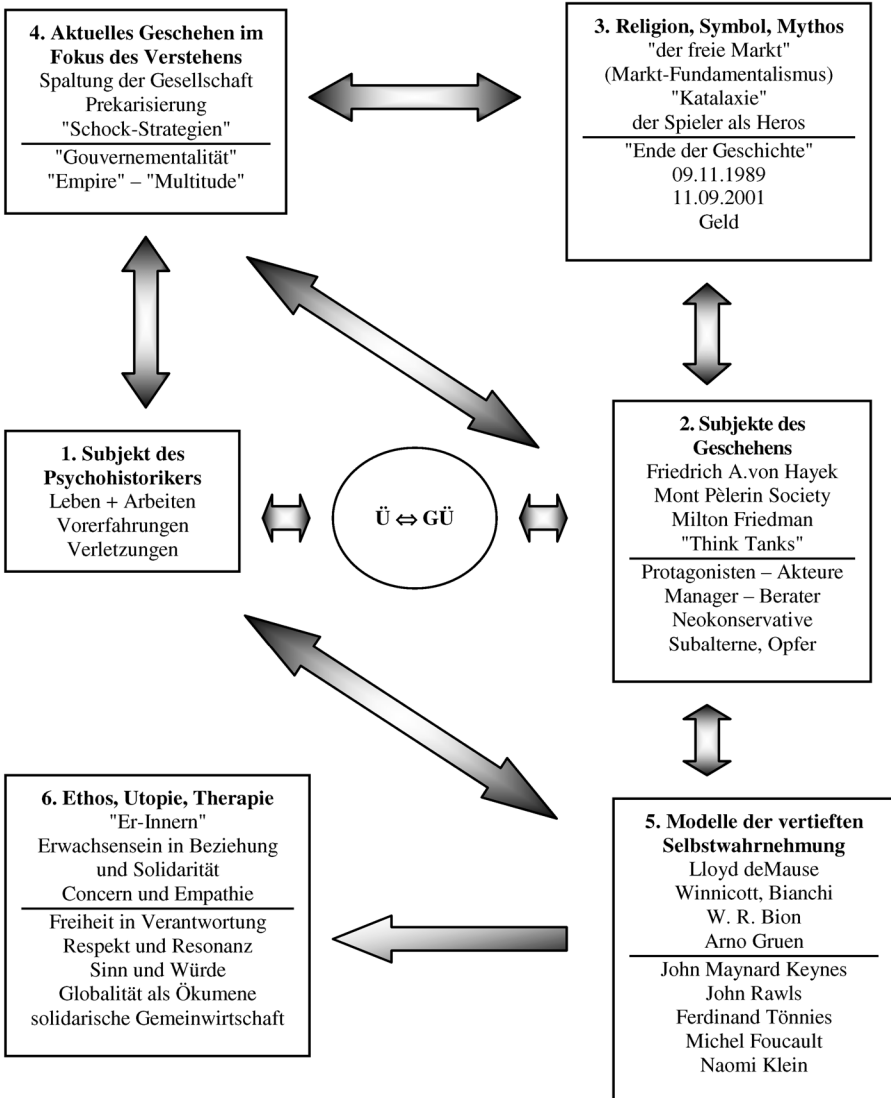 4. Aktuelles Geschehen im
Fokus des Verstehens
Spaltung der Gesellschaft
Prekarisierung
"Schock-Strategien"
"Gouvernementalität"
"Empire" – "Multitude"
3. Religion, Symbol, Mythos
"der freie Markt"
(Markt-Fundamentalismus)
"Katalaxie"
der Spieler als Heros
"Ende der Geschichte"
09.11.1989
11.09.2001
Geld
1. Subjekt des
Psychohistorikers
Leben + Arbeiten
Vorerfahrungen
Verletzungen
Ü ⇔ GÜ
2. Subjekte des
Geschehens
Friedrich A.von Hayek
Mont Pèlerin Society
Milton Friedman
"Think Tanks"
Protagonisten – Akteure
Manager – Berater
Neokonservative
Subalterne, Opfer
6. Ethos, Utopie, Therapie
"Er-Innern"
Erwachsensein in Beziehung
und Solidarität
Concern und Empathie
Freiheit in Verantwortung
Respekt und Resonanz
Sinn und Würde
Globalität als Ökumene
solidarische Gemeinwirtschaft
5. Modelle der vertieften
Selbstwahrnehmung
Lloyd deMause
Winnicott, Bianchi
W. R. Bion
Arno Gruen
John Maynard Keynes
John Rawls
Ferdinand Tönnies
Michel Foucault
Naomi Klein